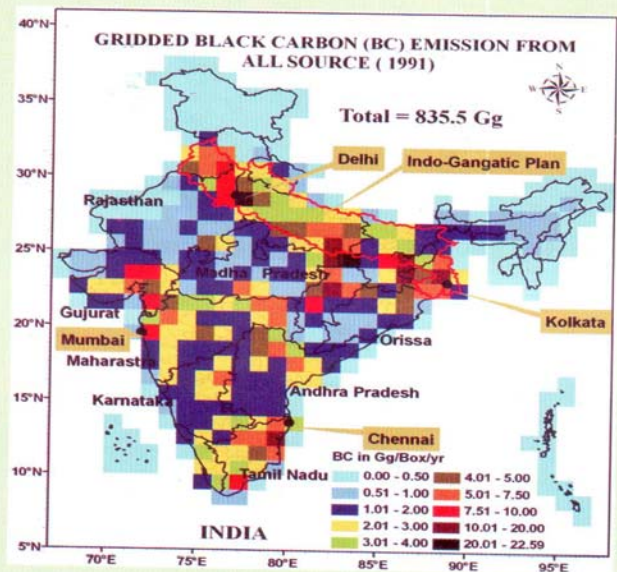 40°N
GRIDDED BLACK CARBON (BC) EMISSION FROM
ALL SOURCE ( 1991)
N
W E
S
35°N
Total = 835.5 Gg
Delhi
Indo-Gangatic Plan
30°N
Rajasthan
25°N
Madha Pradesh
Gujurat
Kolkata
20°N
Mumbai
Orissa
Maharastra
Andhra Pradesh
15°N
Karnataka
Chennai
BC in Gg/Box/yr
10°N
Tamil Nadu
0.00 - 0.50 4.01 - 5.00
0.51 - 1.00 5.01 - 7.50
1.01 - 2.00 7.51 - 10.00
2.01 - 3.00 10.01 - 20.00
3.01 - 4.00 20.01 - 22.59
INDIA
5°N
70°E 75°E 80°E 85°E 90°E 95°E